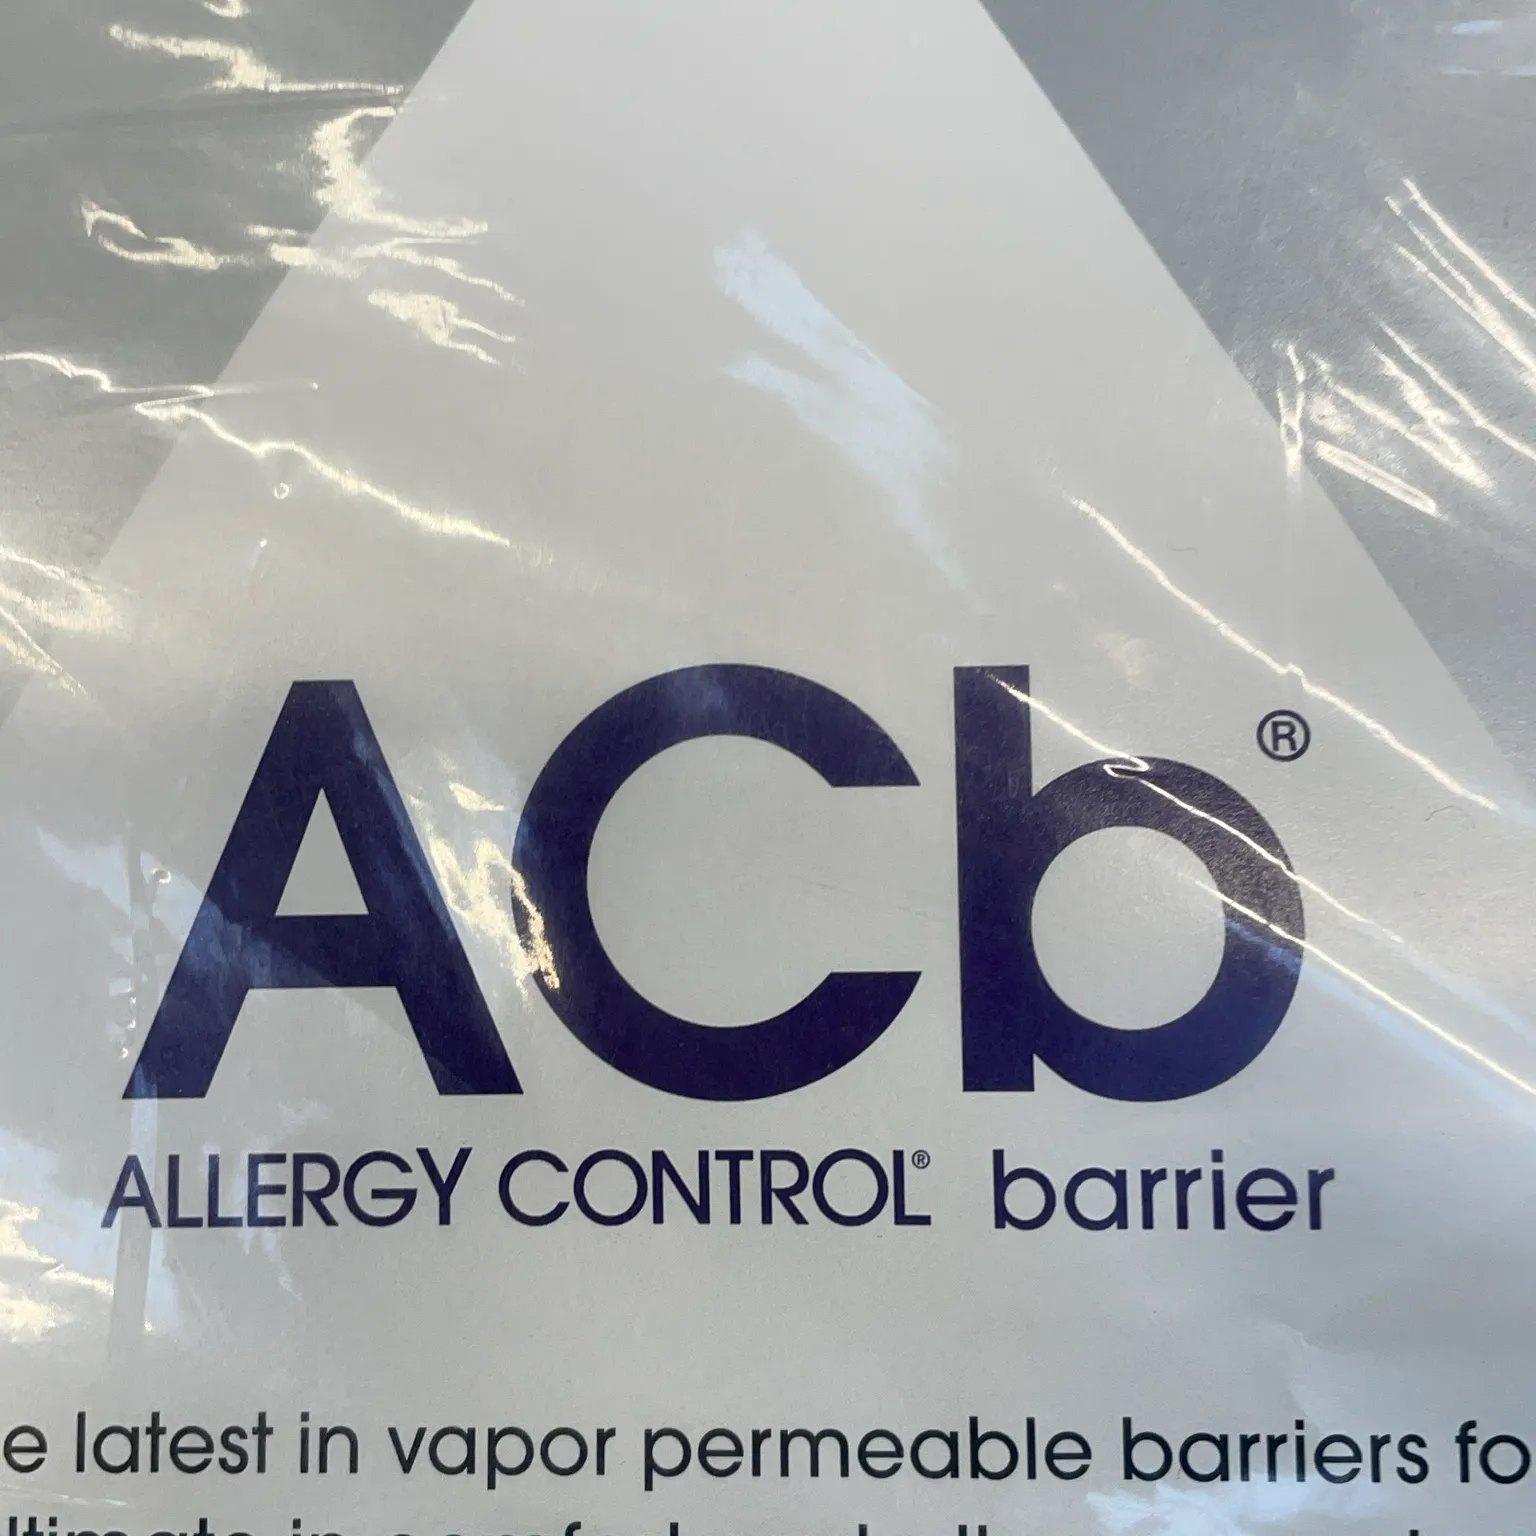 ACb®
ALLERGY CONTROL® barrier
e latest in vapor permeable barriers fo